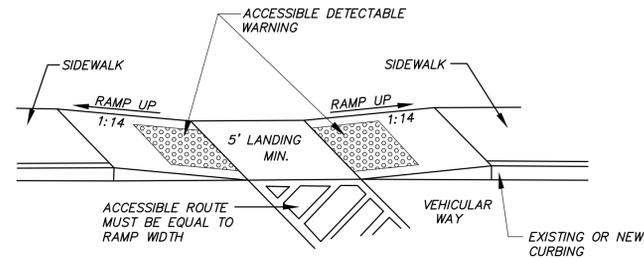 ACCESSIBLE DETECTABLE
WARNING
SIDEWALK
SIDEWALK
RAMP UP
1:14
RAMP UP
1:14
5' LANDING
MIN.
ACCESSIBLE ROUTE
MUST BE EQUAL TO
RAMP WIDTH
VEHICULAR
WAY
EXISTING OR NEW
CURBING